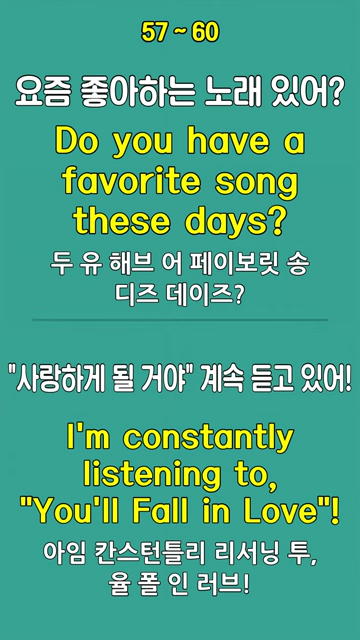 57 ~ 60
요즘 좋아하는 노래 있어?
Do you have a
favorite song
these days?
두 유 해브 어 페이보릿 송
디즈 데이즈?
"사랑하게 될 거야" 계속 듣고 있어!
I'm constantly
listening to,
"You'll Fall in Love"!
아임 칸스턴틀리 리서닝 투,
율 폴 인 러브!